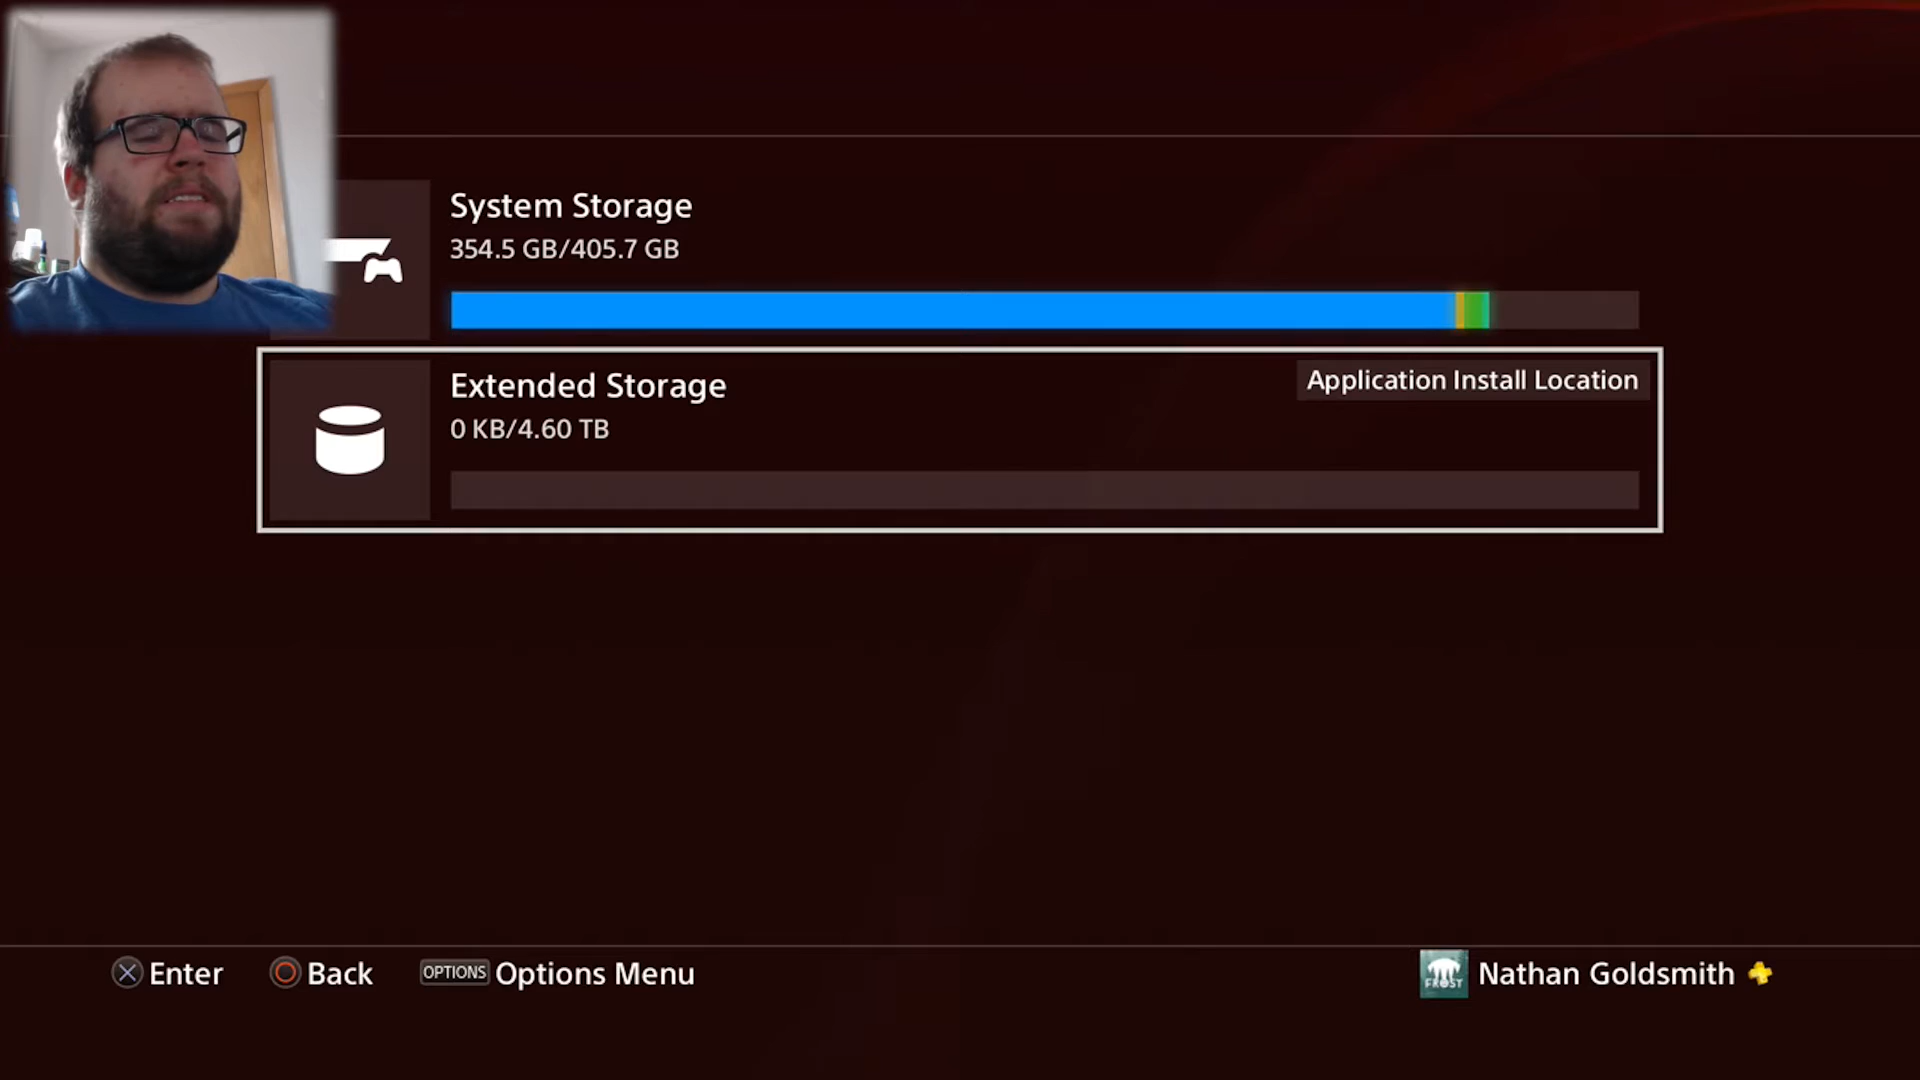 System Storage
354.5 GB/405.7 GB
Extended Storage
Application Install Location
0 KB/4.60 TB
Enter
Back
OPTIONS Options Menu
FROST
Nathan Goldsmith